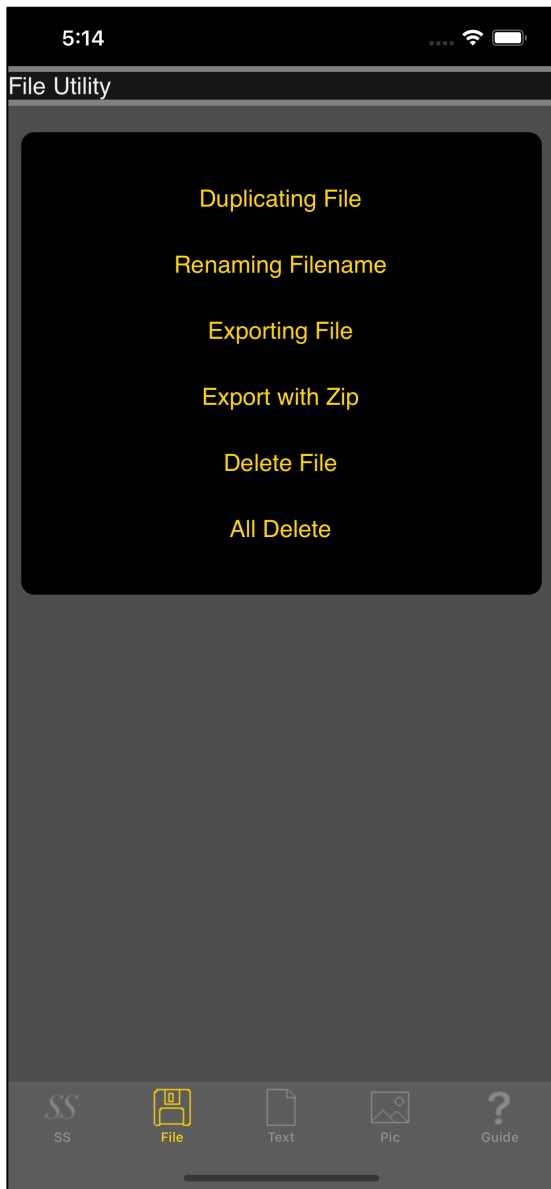 5:14
File Utility
Duplicating File
Renaming Filename
Exporting File
Export with Zip
Delete File
All Delete
SS
SS File Text Pic Guide